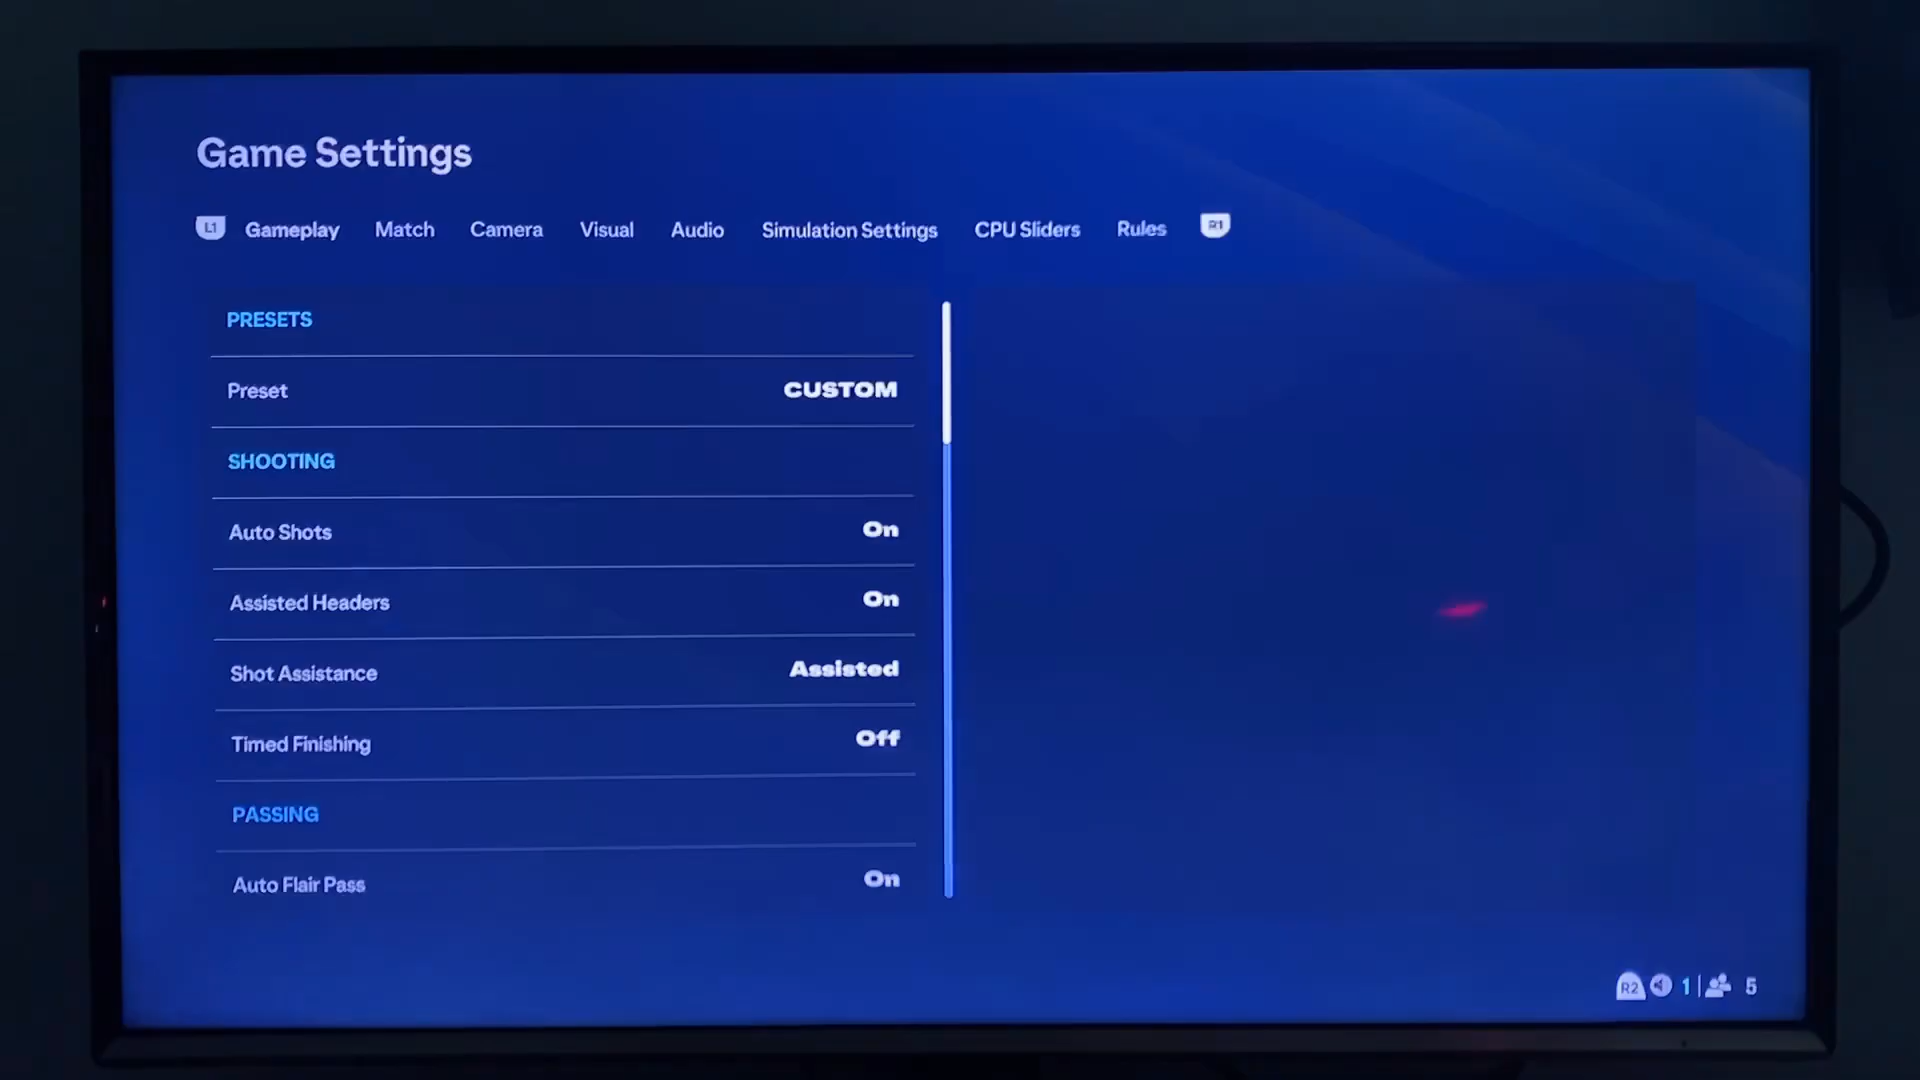 Game Settings
L1 Gameplay Match Camera Visual Audio Simulation Settings CPU Sliders Rules R1
PRESETS
Preset CUSTOM
SHOOTING
Auto Shots On
Assisted Headers On
Shot Assistance Assisted
Timed Finishing Off
PASSING
Auto Flair Pass On
R2 1 | 5